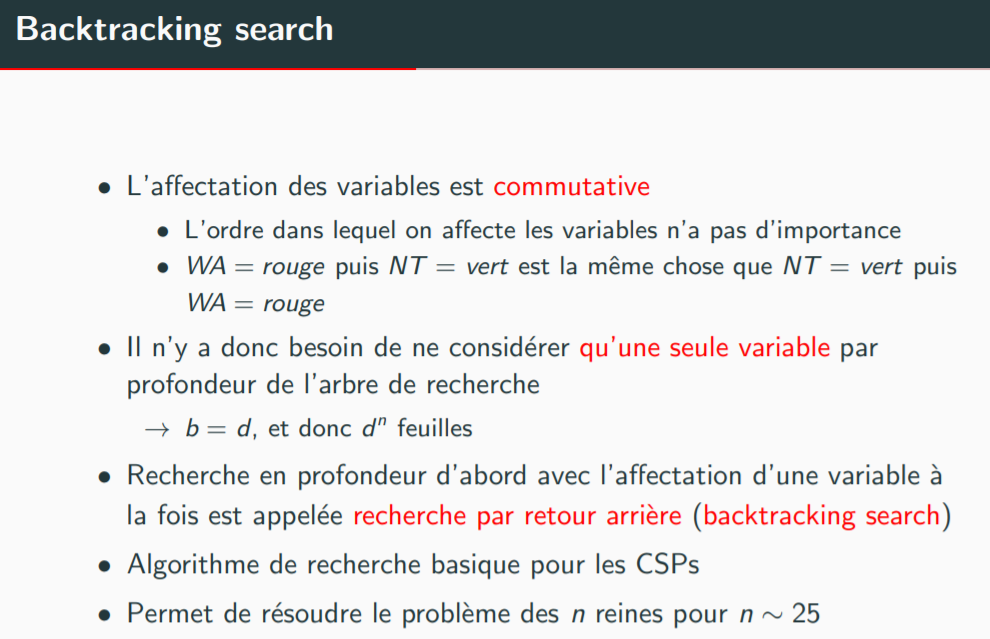 Backtracking search
• L'affectation des variables est commutative
• L'ordre dans lequel on affecte les variables n'a pas d'importance
• WA = rouge puis NT = vert est la même chose que NT = vert puis
WA = rouge
• Il n'y a donc besoin de ne considérer qu'une seule variable par
profondeur de l'arbre de recherche
→ b = d, et donc dⁿ feuilles
• Recherche en profondeur d'abord avec l'affectation d'une variable à
la fois est appelée recherche par retour arrière (backtracking search)
• Algorithme de recherche basique pour les CSPs
• Permet de résoudre le problème des n reines pour n ∼ 25